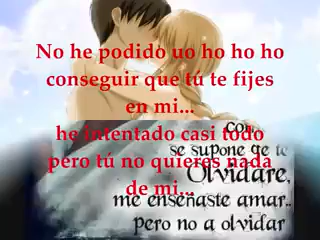 No he podido uo ho ho ho
conseguir que tú te fijes
en mi...
he intentado casi todo
pero tú no quieres nada
de mi...
se supone qe te
Olvidare,
me enseñaste amar..
pero no a olvidar